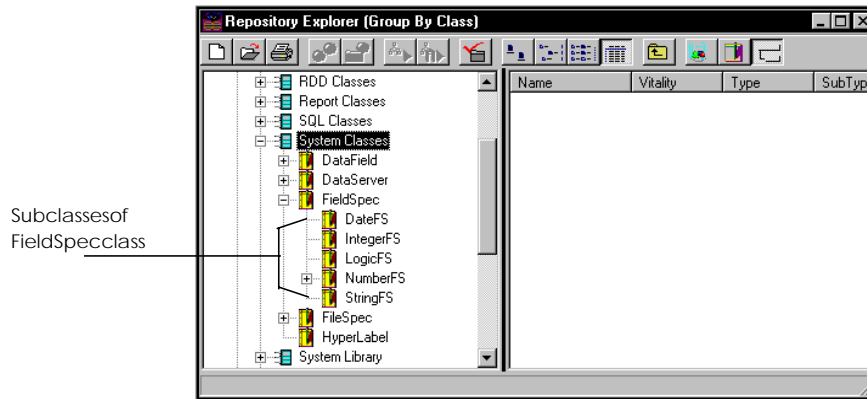 Repository Explorer (Group By Class)
Name Vitality Type SubTyp
RDD Classes
Report Classes
SQL Classes
System Classes
DataField
DataServer
FieldSpec
DateFS
IntegerFS
LogicFS
NumberFS
StringFS
FileSpec
HyperLabel
System Library
Subclassesof
FieldSpecclass